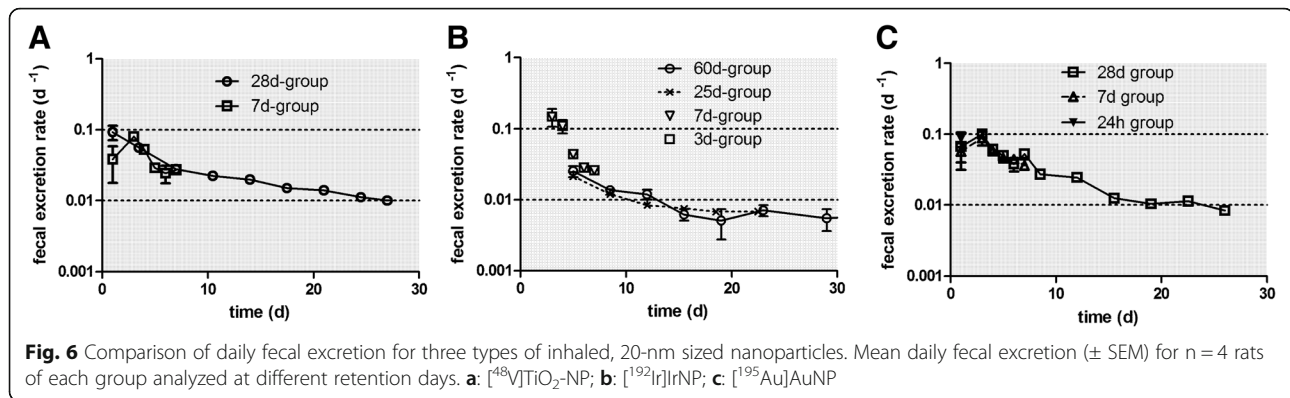 A
fecal excretion rate (d⁻¹)
1
0.1
0.01
0.001
28d-group
7d-group
0 10 20 30
time (d)
B
fecal excretion rate (d⁻¹)
1
0.1
0.01
0.001
60d-group
25d-group
7d-group
3d-group
0 10 20 30
time (d)
C
fecal excretion rate (d⁻¹)
1
0.1
0.01
0.001
28d group
7d group
24h group
0 10 20 30
time (d)
Fig. 6 Comparison of daily fecal excretion for three types of inhaled, 20-nm sized nanoparticles. Mean daily fecal excretion (± SEM) for n = 4 rats
of each group analyzed at different retention days. a: [⁴⁸V]TiO₂-NP; b: [¹⁹²Ir]IrNP; c: [¹⁹⁵Au]AuNP